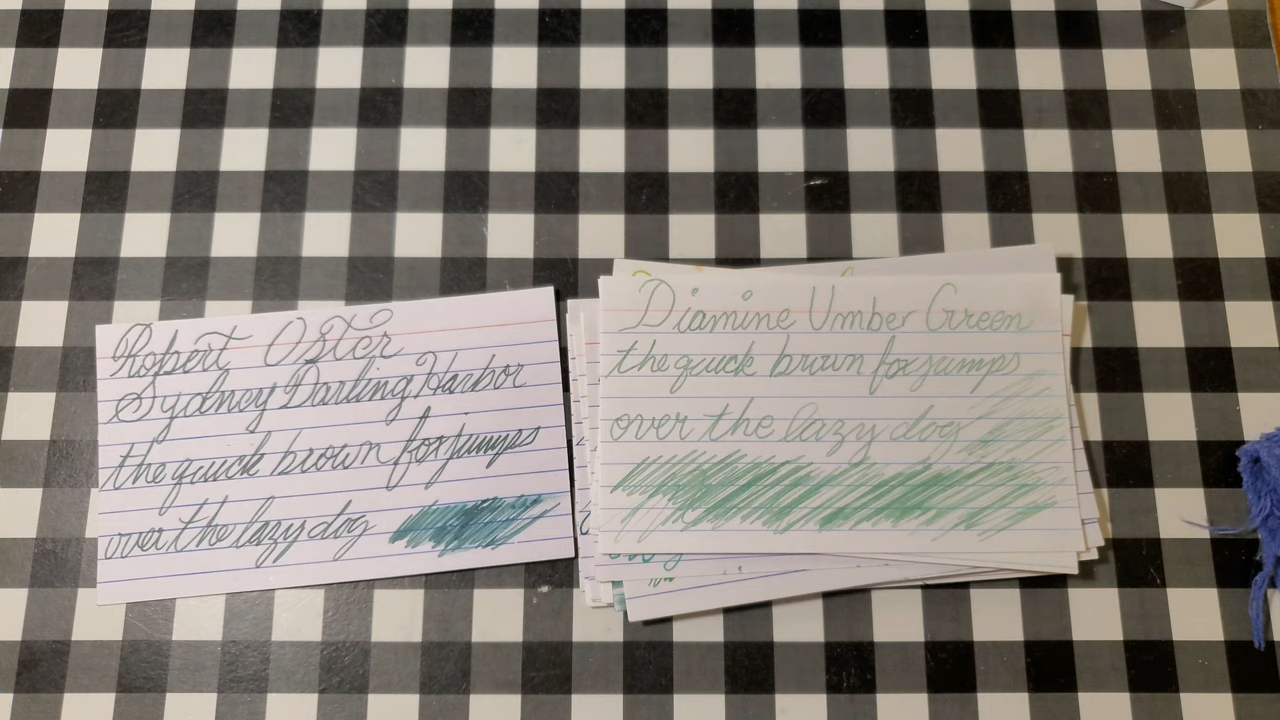 Robert Oster
Sydney Darling Harbor
the quick brown fox jumps
over the lazy dog
Diamine Umber Green
the quick brown fox jumps
over the lazy dog